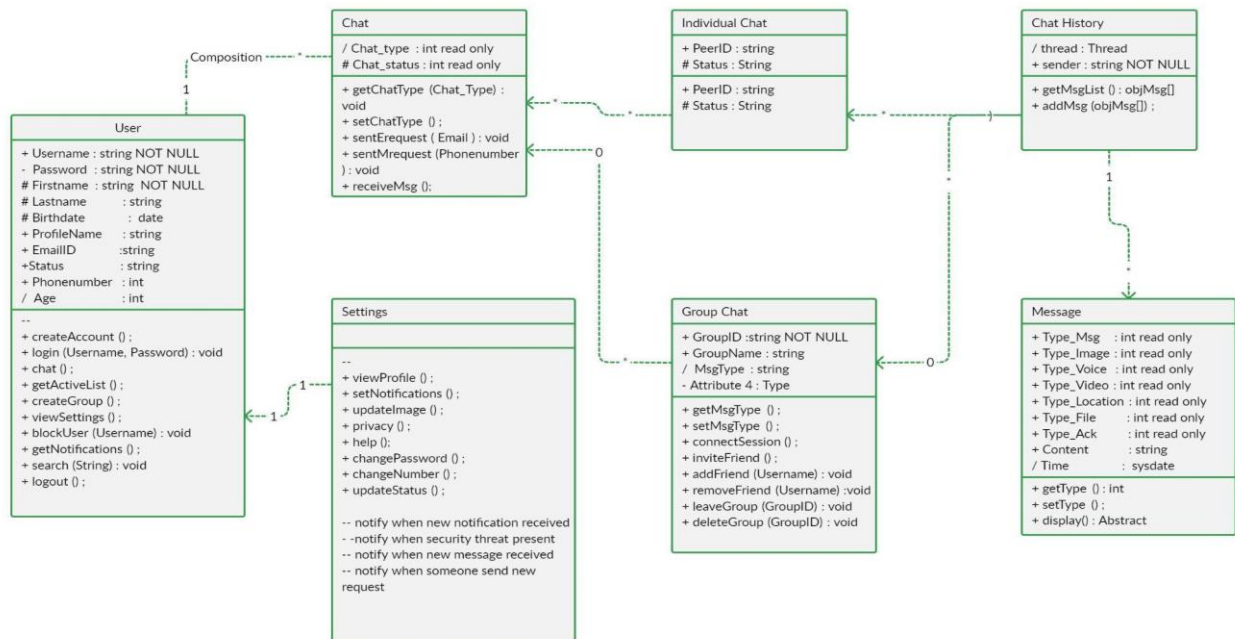 Chat
/ Chat_type : int read only
# Chat_status : int read only
+ getChatType (Chat_Type) :
void
+ setChatType () ;
+ sentErequest ( Email ) : void
+ sentMrequest (Phonenumber
) : void
+ receiveMsg ();
Individual Chat
+ PeerID : string
# Status : String
+ PeerID : string
# Status : String
Chat History
/ thread : Thread
+ sender : string NOT NULL
+ getMsgList () : objMsg[]
+ addMsg (objMsg[]) ;
Composition
*
1
*
*
0
*
*
)
*
1
*
User
+ Username : string NOT NULL
- Password : string NOT NULL
# Firstname : string NOT NULL
# Lastname : string
# Birthdate : date
+ ProfileName : string
+ EmailID :string
+Status : string
+ Phonenumber : int
/ Age : int
--
+ createAccount () ;
+ login (Username, Password) : void
+ chat () ;
+ getActiveList () ;
+ createGroup () ;
+ viewSettings () ;
+ blockUser (Username) : void
+ getNotifications () ;
+ search (String) : void
+ logout () ;
1
1
Settings
--
+ viewProfile () ;
+ setNotifications () ;
+ updateImage () ;
+ privacy () ;
+ help ();
+ changePassword () ;
+ changeNumber () ;
+ updateStatus () ;
-- notify when new notification received
- -notify when security threat present
-- notify when new message received
-- notify when someone send new
request
*
Group Chat
+ GroupID :string NOT NULL
+ GroupName : string
/ MsgType : string
- Attribute 4 : Type
+ getMsgType () ;
+ setMsgType () ;
+ connectSession() ;
+ inviteFriend () ;
+ addFriend (Username) : void
+ removeFriend (Username) :void
+ leaveGroup (GroupID) : void
+ deleteGroup (GroupID) : void
0
Message
+ Type_Msg : int read only
+ Type_Image : int read only
+ Type_Voice : int read only
+ Type_Video : int read only
+ Type_Location : int read only
+ Type_File : int read only
+ Type_Ack : int read only
+ Content : string
/ Time : sysdate
+ getType () : int
+ setType () ;
+ display() : Abstract